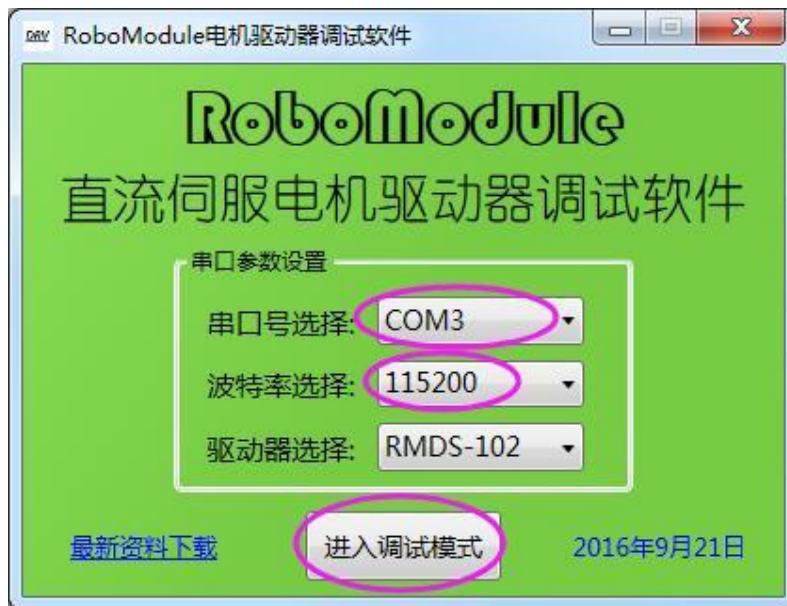 DRV RoboModule电机驱动器调试软件
RoboModule
直流伺服电机驱动器调试软件
串口参数设置
串口号选择: COM3
波特率选择: 115200
驱动器选择: RMDS-102
最新资料下载 进入调试模式 2016年9月21日